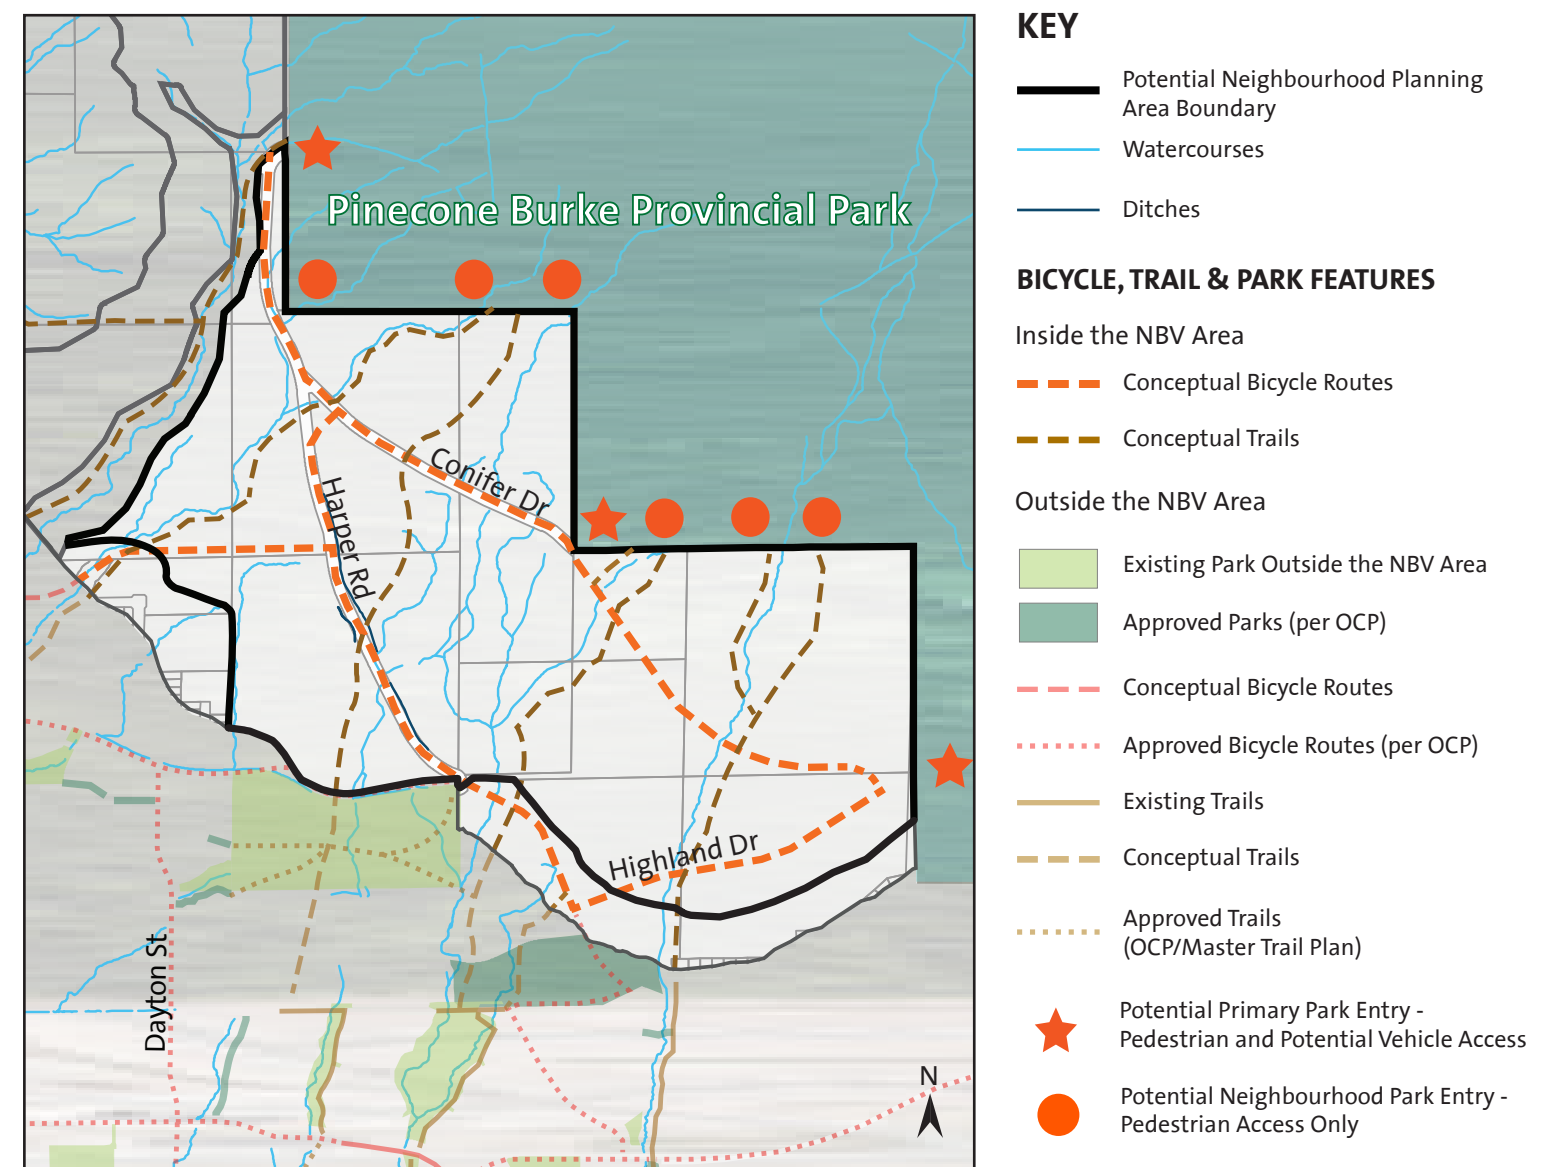 Pinecone Burke Provincial Park
Conifer Dr
Harper Rd
Highland Dr
Dayton St
N
KEY
Potential Neighbourhood Planning
Area Boundary
Watercourses
Ditches
BICYCLE, TRAIL & PARK FEATURES
Inside the NBV Area
Conceptual Bicycle Routes
Conceptual Trails
Outside the NBV Area
Existing Park Outside the NBV Area
Approved Parks (per OCP)
Conceptual Bicycle Routes
Approved Bicycle Routes (per OCP)
Existing Trails
Conceptual Trails
Approved Trails
(OCP/Master Trail Plan)
Potential Primary Park Entry -
Pedestrian and Potential Vehicle Access
Potential Neighbourhood Park Entry -
Pedestrian Access Only